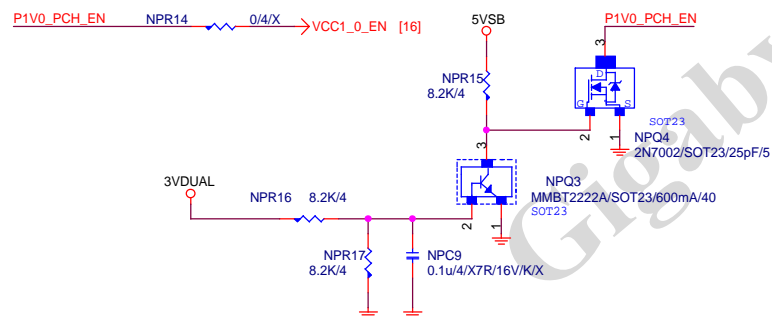 P1V0_PCH_EN NPR14 0/4/X VCC1_0_EN [16]
5VSB
P1V0_PCH_EN
NPR15
8.2K/4
3
D
G S
2 1
SOT23
NPQ4
2N7002/SOT23/25pF/5
3
NPQ3
MMBT2222A/SOT23/600mA/40
SOT23
2 1
3VDUAL
NPR16 8.2K/4
NPR17
8.2K/4
NPC9
0.1u/4/X7R/16V/K/X
Gigaby